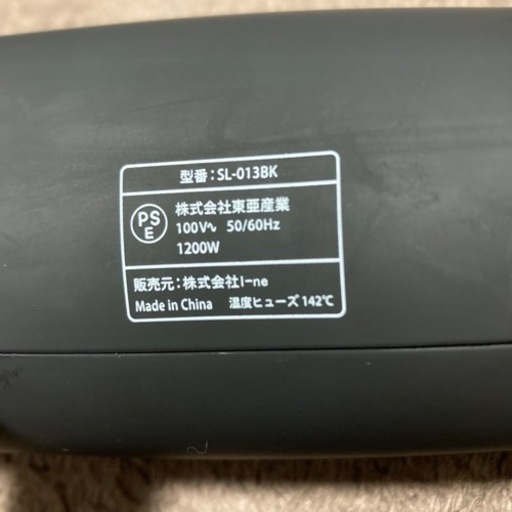 型番：SL-013BK
PS
E
株式会社東亜産業
100V～ 50/60Hz
1200W
販売元：株式会社I-ne
Made in China 温度ヒューズ 142℃